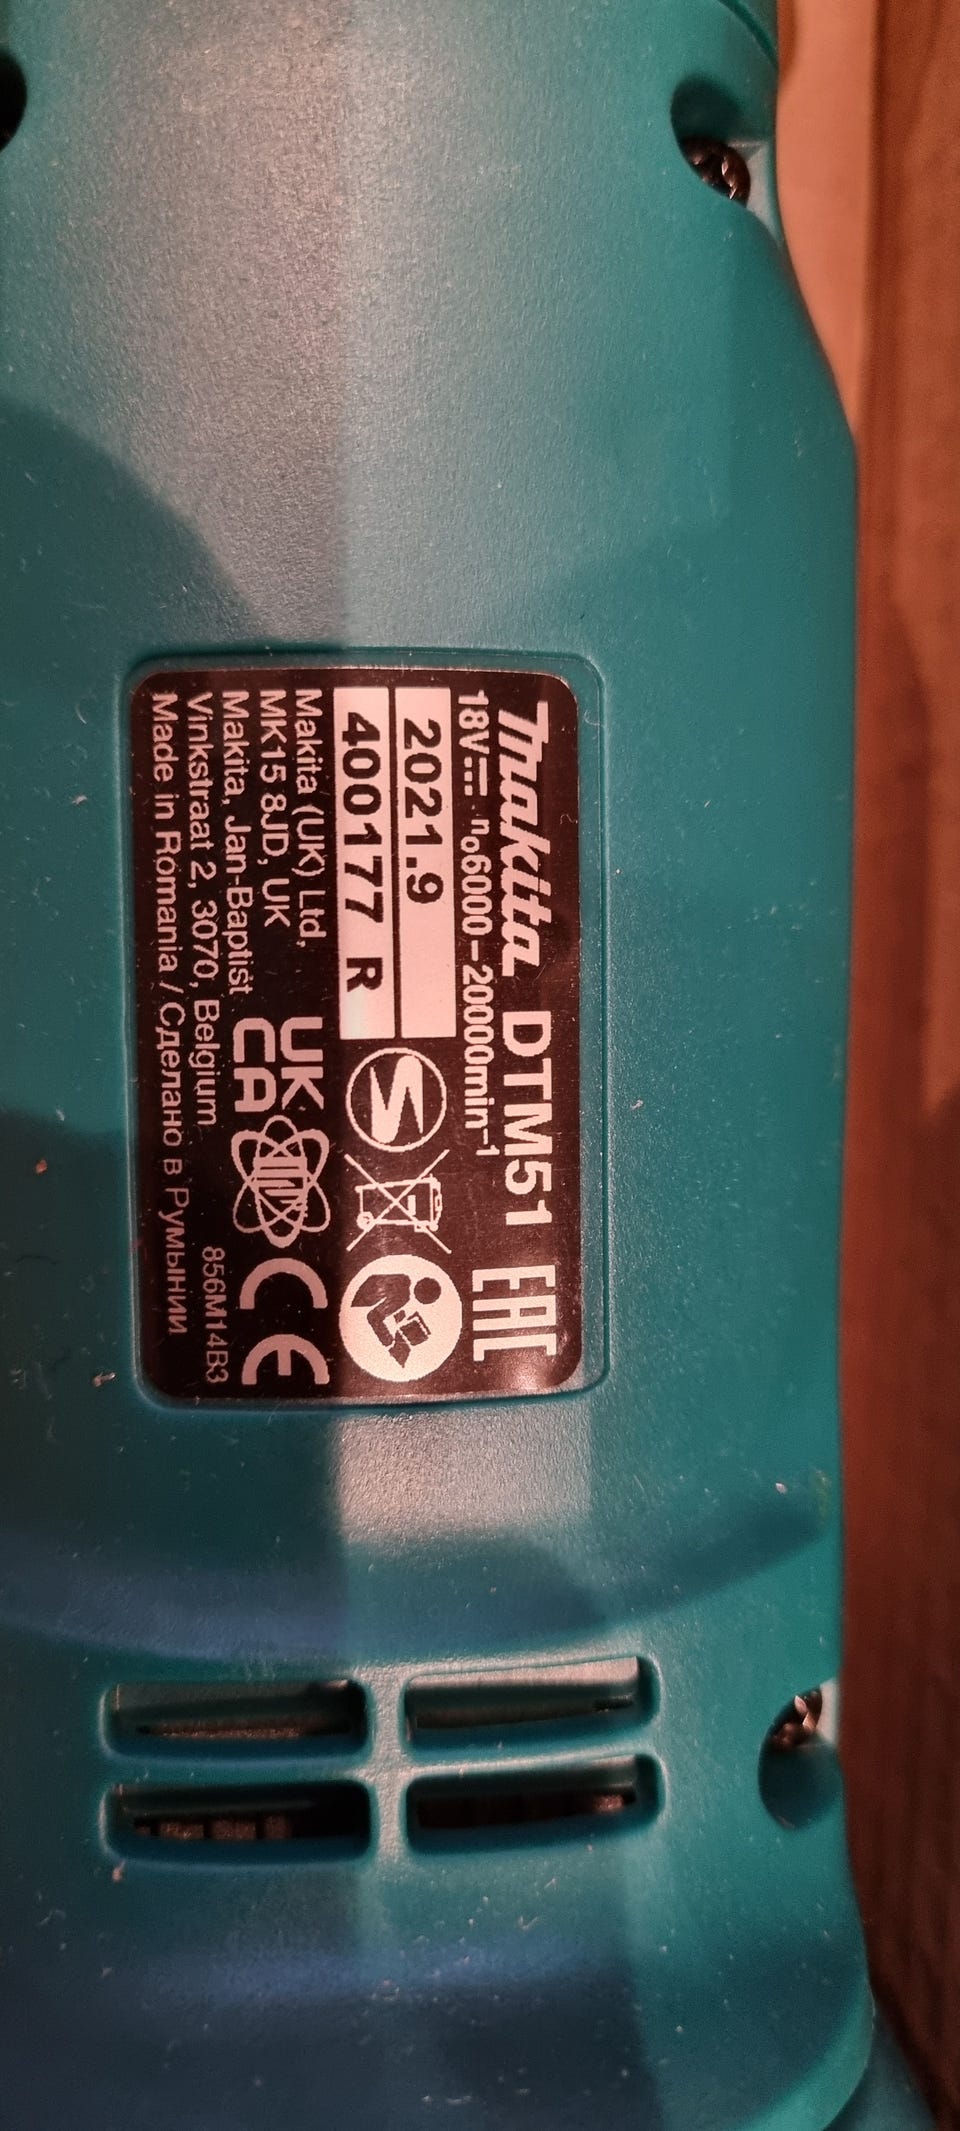 makita DTM51
18V n₀6000-20000min⁻¹
EAC
2021.9
400177 R
Makita (UK) Ltd,
MK15 8JD, UK
Makita, Jan-Baptist
Vinkstraat 2, 3070, Belgium
Made in Romania / Сделано в Румынии
UK
CA
CE
856M14B3